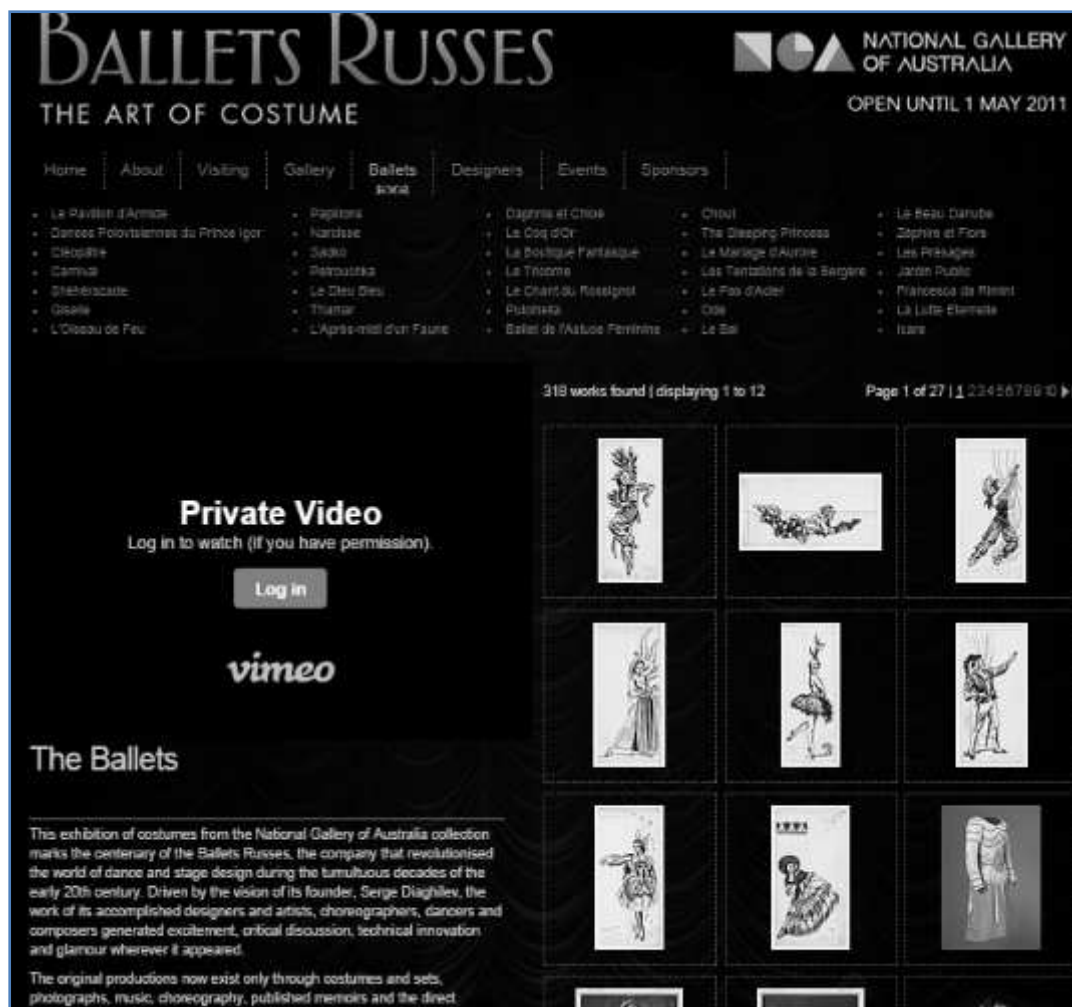 BALLETS RUSSES
THE ART OF COSTUME
NATIONAL GALLERY
OF AUSTRALIA
OPEN UNTIL 1 MAY 2011
Home About Visiting Gallery Ballets Designers Events Sponsors
Le Pavillon d'Armide
Danses Polovtsiennes du Prince Igor
Cléopâtre
Carnival
Shéhérazade
Giselle
L'Oiseau de Feu
Papillons
Narcisse
Sadko
Petrouchka
Le Dieu Bleu
Thamar
L'Après-midi d'un Faune
Daphnis et Chloé
Le Coq d'Or
La Boutique Fantasque
Le Tricorne
Le Chant du Rossignol
Pulcinella
Ballet de l'Astuce Féminine
Chout
The Sleeping Princess
Le Mariage d'Aurore
Les Tentations de la Bergère
Le Pas d'Acier
Ode
Le Bal
Le Beau Danube
Zéphire et Flore
Les Présages
Jardin Public
Francesca da Rimini
La Lutte Eternelle
Icare
318 works found | displaying 1 to 12
Page 1 of 27 | 1 2 3 4 5 6 7 8 9 10
Private Video
Log in to watch (if you have permission).
Log in
vimeo
The Ballets
This exhibition of costumes from the National Gallery of Australia collection
marks the centenary of the Ballets Russes, the company that revolutionised
the world of dance and stage design during the tumultuous decades of the
early 20th century. Driven by the vision of its founder, Serge Diaghilev, the
work of its accomplished designers and artists, choreographers, dancers and
composers generated excitement, critical discussion, technical innovation
and glamour wherever it appeared.
The original productions now exist only through costumes and sets,
photographs, music, choreography, published memoirs and the direct